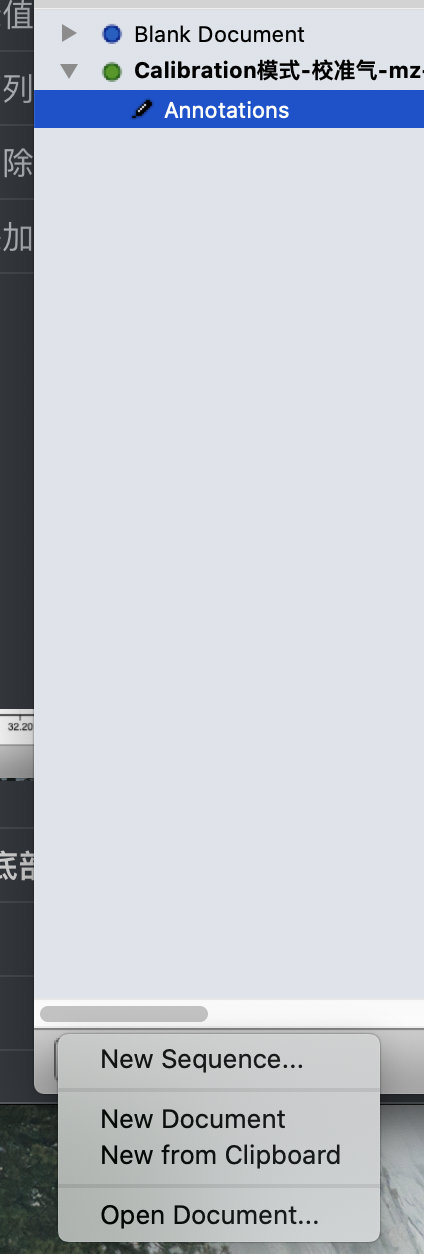 值
Blank Document
Calibration模式-校准气-mz-
列
Annotations
除
加
32.20
底部
New Sequence...
New Document
New from Clipboard
Open Document...